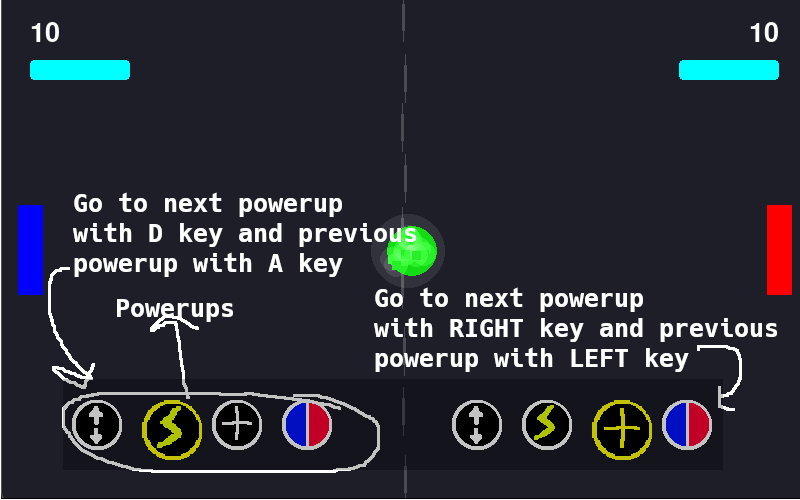 10
10
Go to next powerup
with D key and previous
powerup with A key
Powerups
Go to next powerup
with RIGHT key and previous
powerup with LEFT key